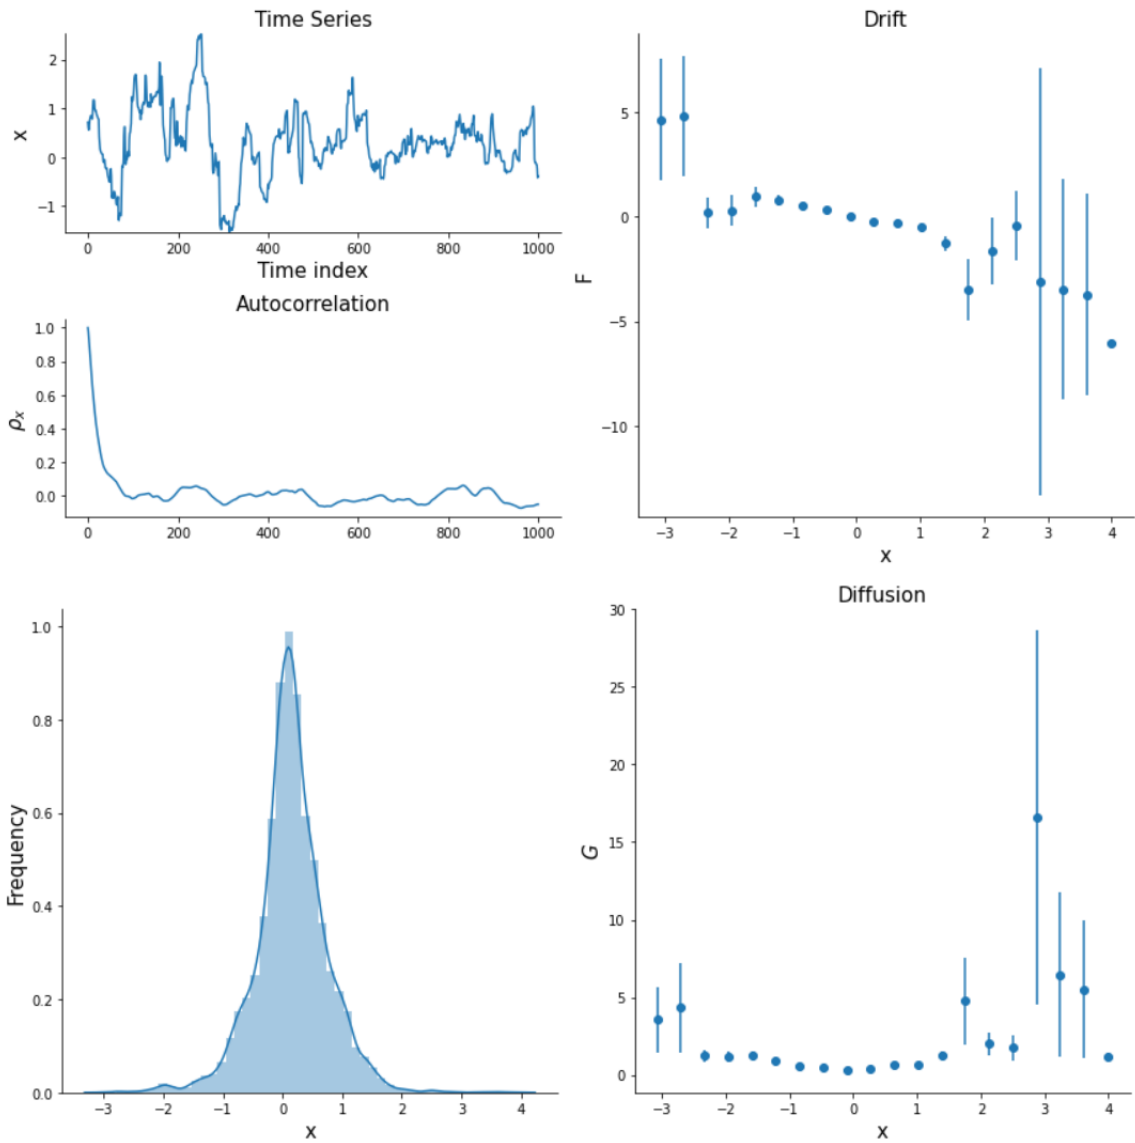 Time Series
x
2
1
0
−1
0 200 400 600 800 1000
Time index
Autocorrelation
ρx
1.0
0.8
0.6
0.4
0.2
0.0
0 200 400 600 800 1000
Drift
F
5
0
−5
−10
−3 −2 −1 0 1 2 3 4
x
Frequency
1.0
0.8
0.6
0.4
0.2
0.0
−3 −2 −1 0 1 2 3 4
x
Diffusion
G
30
25
20
15
10
5
0
−3 −2 −1 0 1 2 3 4
x